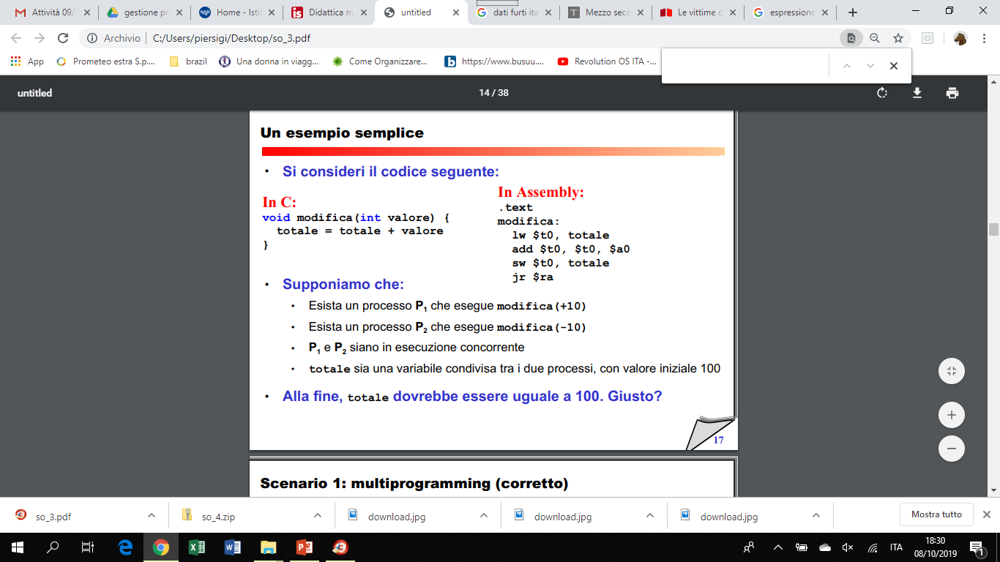 Attività 09/
gestione pr
Home - Isti
Didattica m
untitled
dati furti ita
Mezzo seco
Le vittime d
espressione
Archivio
C:/Users/piersigi/Desktop/so_3.pdf
App
Prometeo estra S.p....
brazil
Una donna in viagg...
Come Organizzare...
https://www.busuu....
Revolution OS ITA -...
untitled
14 / 38
Un esempio semplice
• Si consideri il codice seguente:
In C:
void modifica(int valore) {
totale = totale + valore
}
In Assembly:
.text
modifica:
lw $t0, totale
add $t0, $t0, $a0
sw $t0, totale
jr $ra
• Supponiamo che:
• Esista un processo P1 che esegue modifica(+10)
• Esista un processo P2 che esegue modifica(-10)
• P1 e P2 siano in esecuzione concorrente
• totale sia una variabile condivisa tra i due processi, con valore iniziale 100
• Alla fine, totale dovrebbe essere uguale a 100. Giusto?
17
Scenario 1: multiprogramming (corretto)
so_3.pdf
so_4.zip
download.jpg
download.jpg
download.jpg
Mostra tutto
ITA
18:30
08/10/2019
1